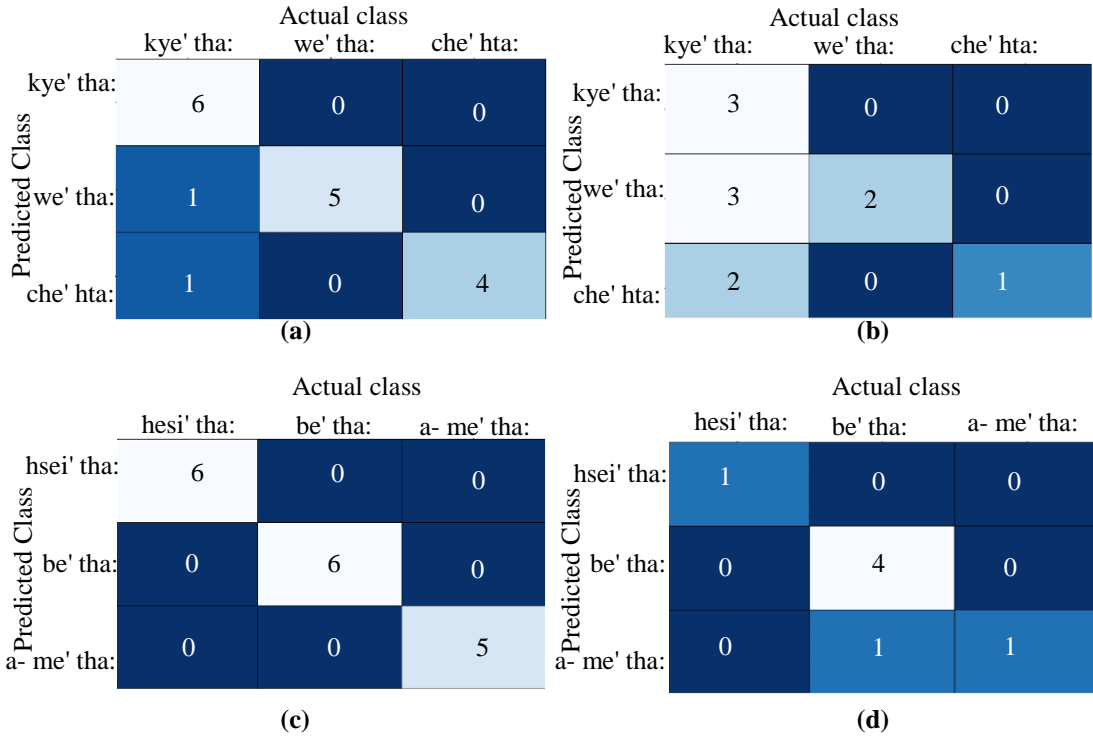 Actual class
kye' tha: we' tha: che' hta:
Predicted Class
kye' tha: 6 0 0
we' tha: 1 5 0
che' hta: 1 0 4
(a)
Actual class
kye' tha: we' tha: che' hta:
Predicted Class
kye' tha: 3 0 0
we' tha: 3 2 0
che' hta: 2 0 1
(b)
Actual class
hesi' tha: be' tha: a- me' tha:
Predicted Class
hsei' tha: 6 0 0
be' tha: 0 6 0
a- me' tha: 0 0 5
(c)
Actual class
hesi' tha: be' tha: a- me' tha:
Predicted Class
hsei' tha: 1 0 0
be' tha: 0 4 0
a- me' tha: 0 1 1
(d)